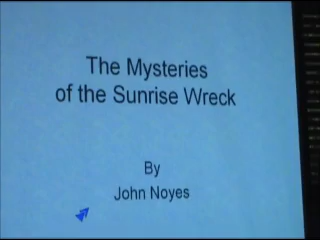 The Mysteries
of the Sunrise Wreck
By
John Noyes